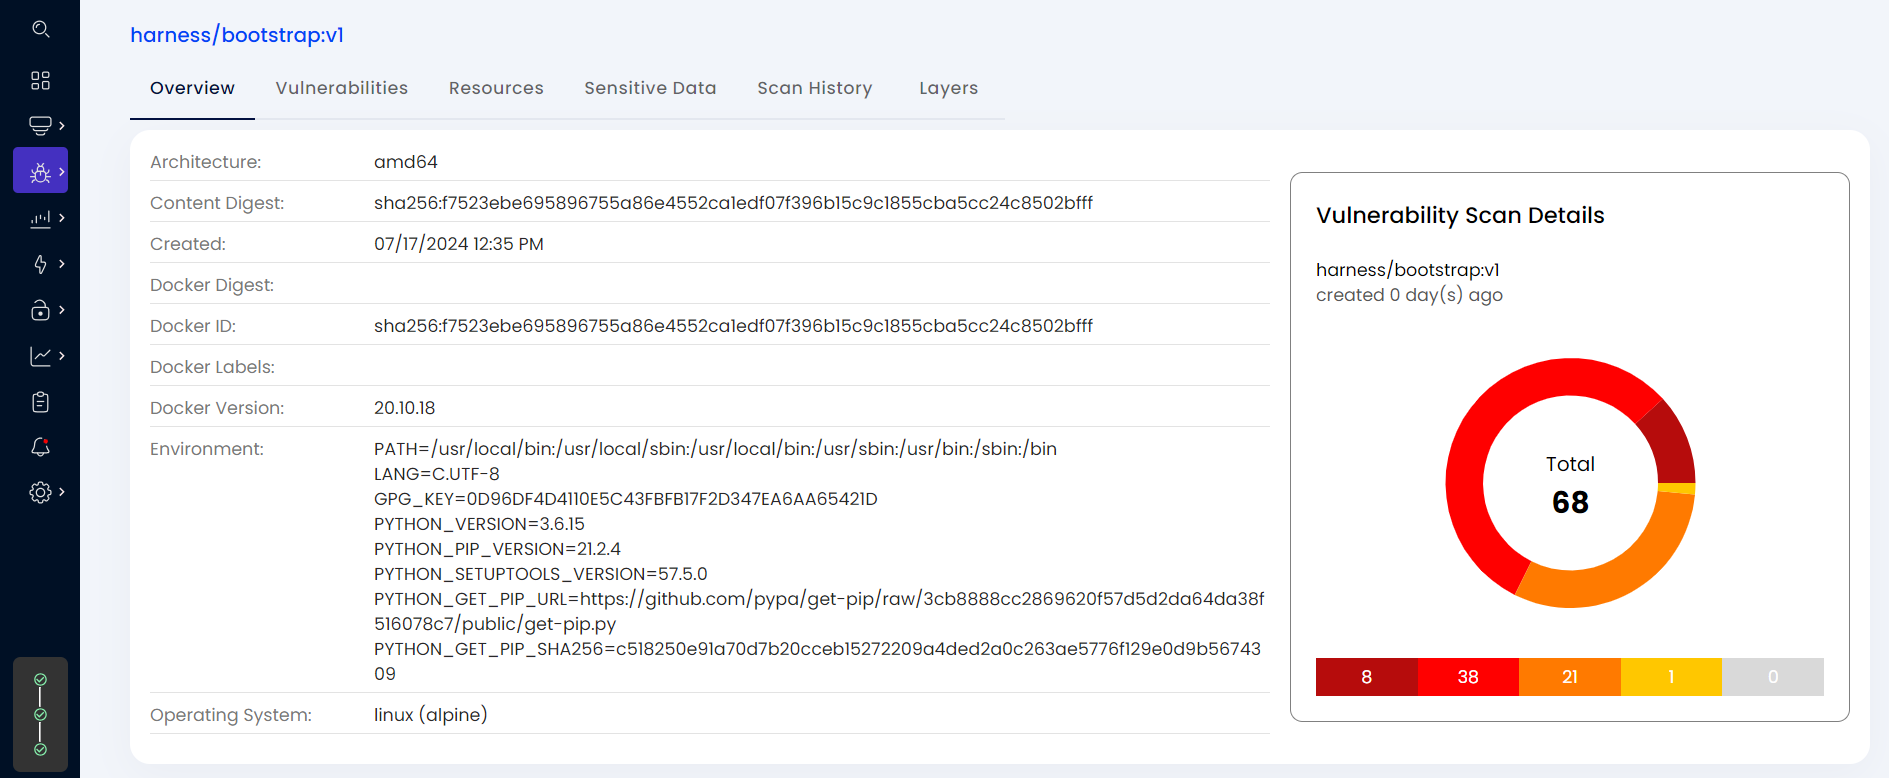 harness/bootstrap:v1
Overview Vulnerabilities Resources Sensitive Data Scan History Layers
Architecture: amd64
Content Digest: sha256:f7523ebe695896755a86e4552ca1edf07f396b15c9c1855cba5cc24c8502bfff
Created: 07/17/2024 12:35 PM
Docker Digest:
Docker ID: sha256:f7523ebe695896755a86e4552ca1edf07f396b15c9c1855cba5cc24c8502bfff
Docker Labels:
Docker Version: 20.10.18
Environment: PATH=/usr/local/bin:/usr/local/sbin:/usr/local/bin:/usr/sbin:/usr/bin:/sbin:/bin
LANG=C.UTF-8
GPG_KEY=0D96DF4D4110E5C43FBFB17F2D347EA6AA65421D
PYTHON_VERSION=3.6.15
PYTHON_PIP_VERSION=21.2.4
PYTHON_SETUPTOOLS_VERSION=57.5.0
PYTHON_GET_PIP_URL=https://github.com/pypa/get-pip/raw/3cb8888cc2869620f57d5d2da64da38f
516078c7/public/get-pip.py
PYTHON_GET_PIP_SHA256=c518250e91a70d7b20cceb15272209a4ded2a0c263ae5776f129e0d9b56743
09
Operating System: linux (alpine)
Vulnerability Scan Details
harness/bootstrap:v1
created 0 day(s) ago
Total
68
8 38 21 1 0